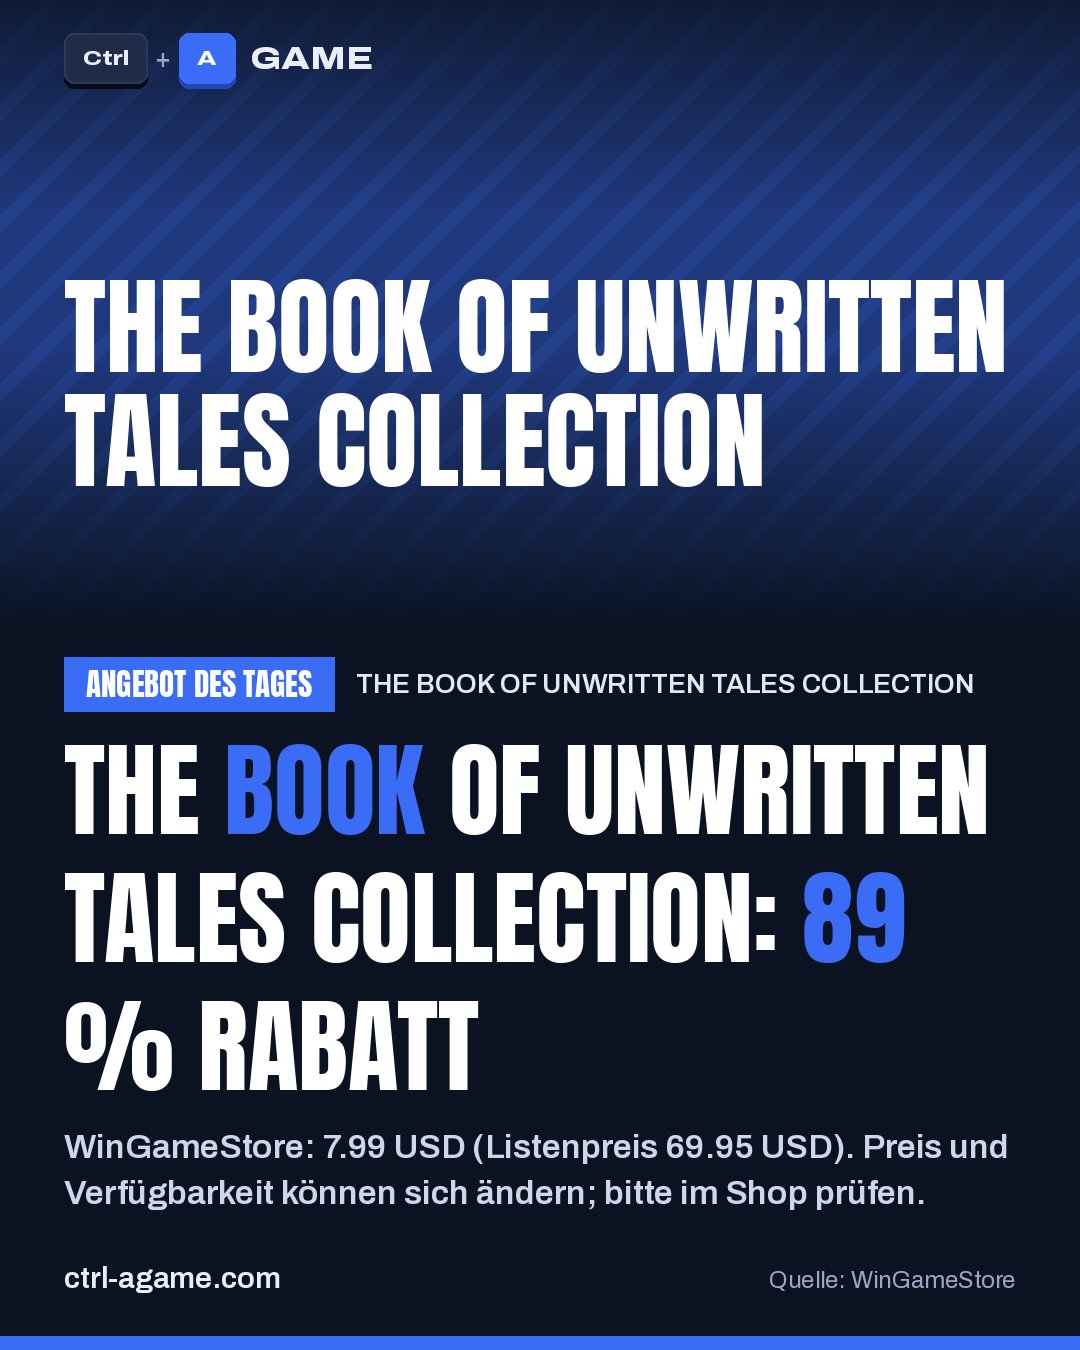 Ctrl + A GAME
THE BOOK OF UNWRITTEN
TALES COLLECTION
ANGEBOT DES TAGES THE BOOK OF UNWRITTEN TALES COLLECTION
THE BOOK OF UNWRITTEN
TALES COLLECTION: 89
% RABATT
WinGameStore: 7.99 USD (Listenpreis 69.95 USD). Preis und
Verfügbarkeit können sich ändern; bitte im Shop prüfen.
ctrl-agame.com
Quelle: WinGameStore